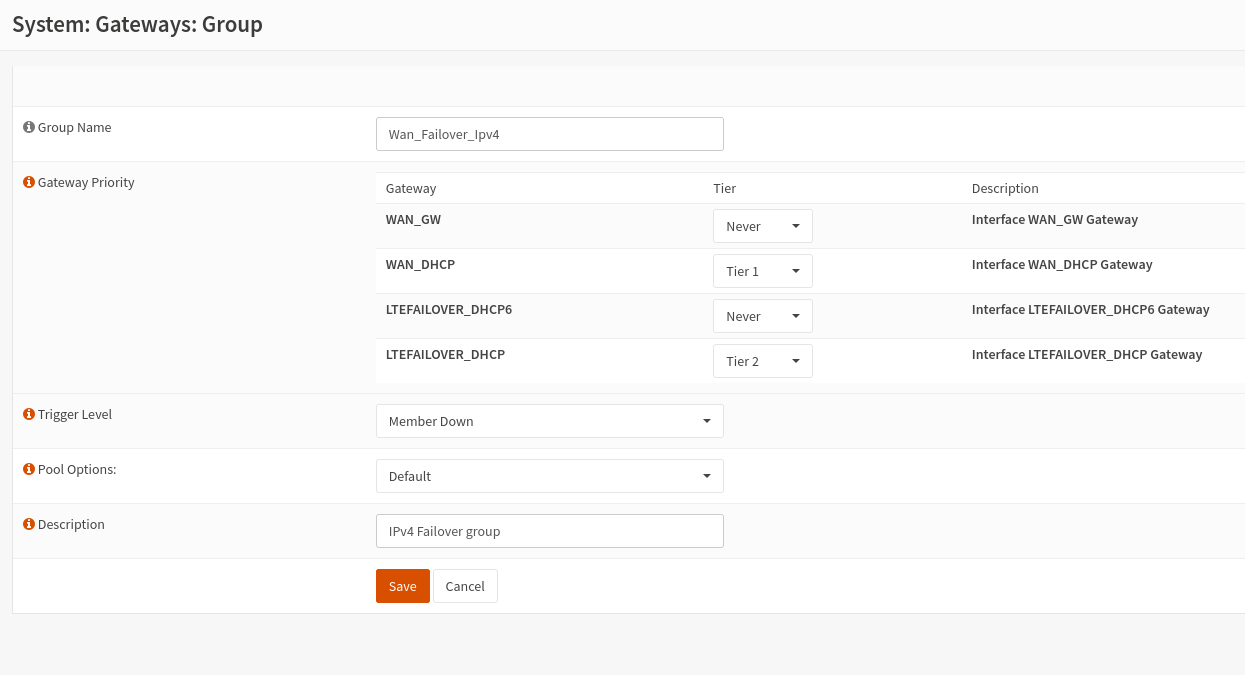 System: Gateways: Group
Group Name
Wan_Failover_Ipv4
Gateway Priority
Gateway Tier Description
WAN_GW Never Interface WAN_GW Gateway
WAN_DHCP Tier 1 Interface WAN_DHCP Gateway
LTEFAILOVER_DHCP6 Never Interface LTEFAILOVER_DHCP6 Gateway
LTEFAILOVER_DHCP Tier 2 Interface LTEFAILOVER_DHCP Gateway
Trigger Level Member Down
Pool Options: Default
Description IPv4 Failover group
Save Cancel